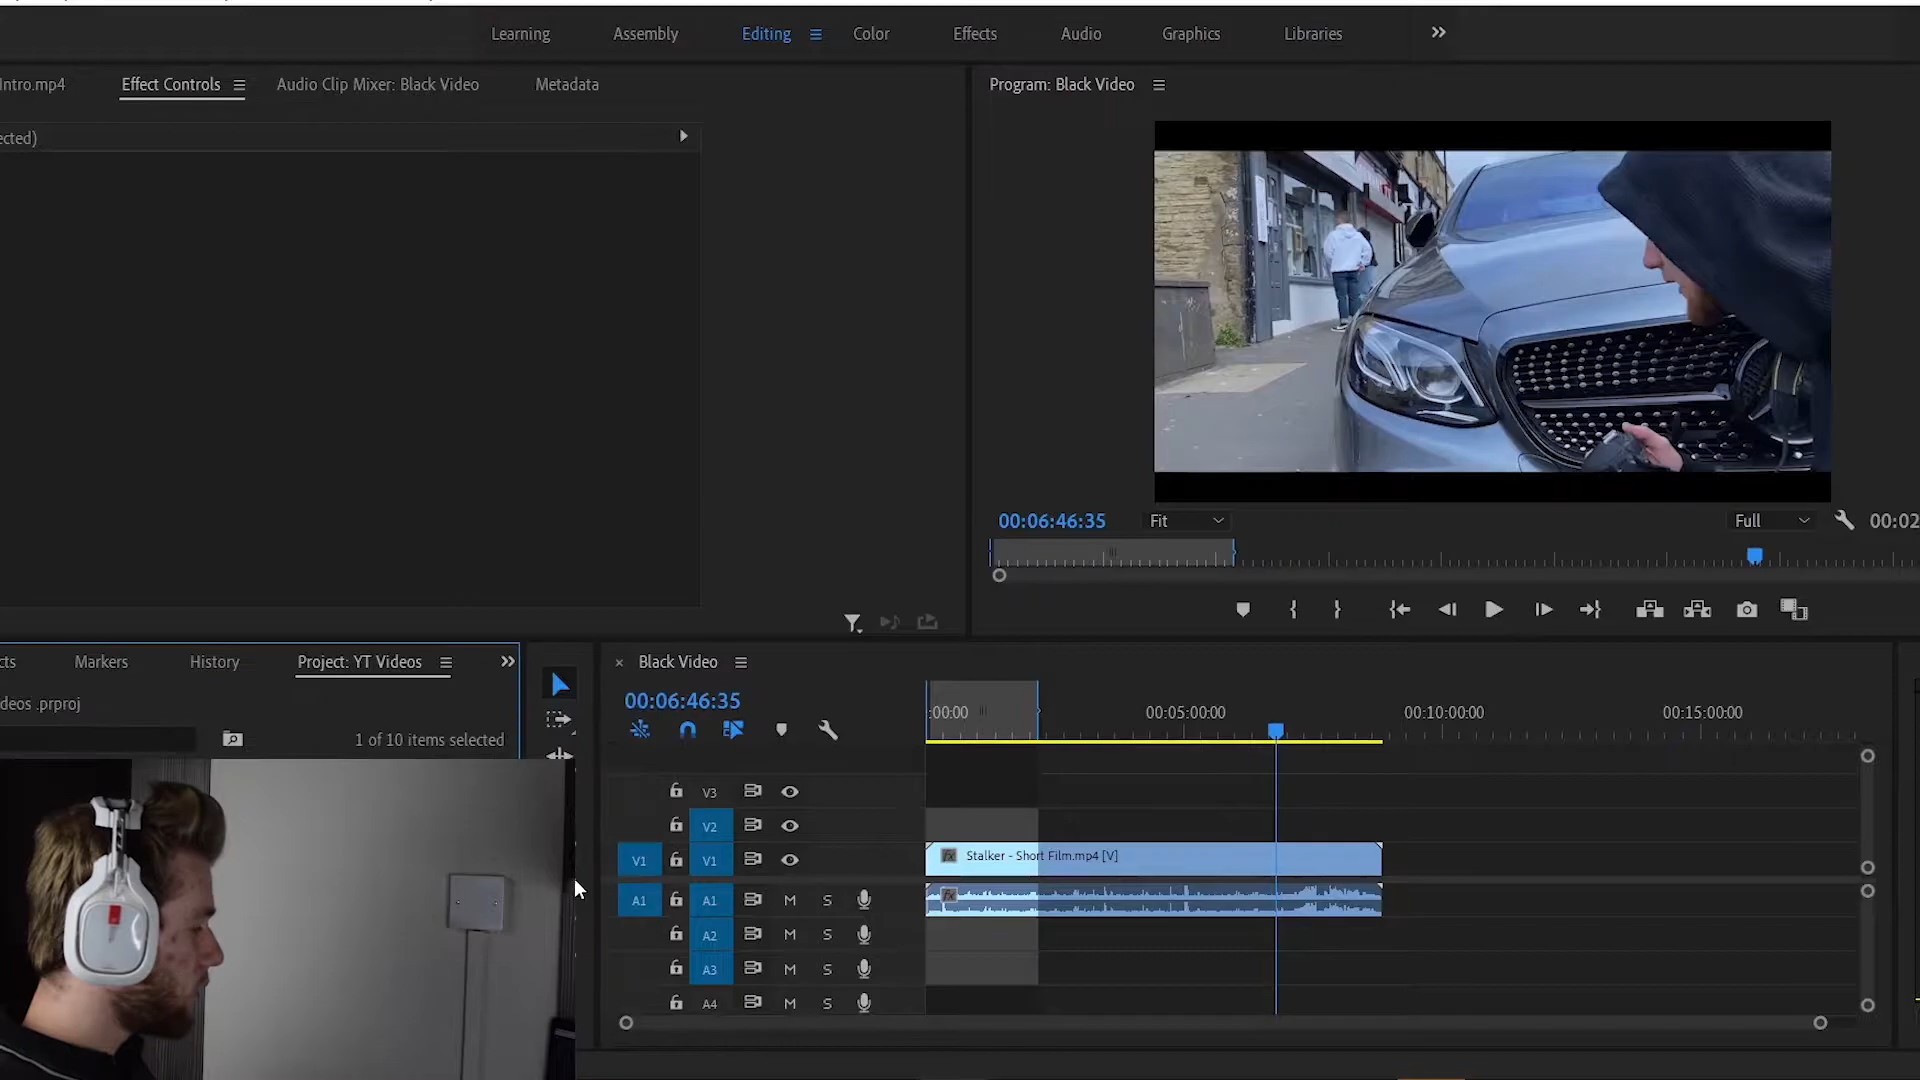 Learning Assembly Editing Color Effects Audio Graphics Libraries
Intro.mp4 Effect Controls Audio Clip Mixer: Black Video Metadata
Program: Black Video
ected)
00:06:46:35 Fit Full 00:02
cts Markers History Project: YT Videos
Black Video
deos .prproj
1 of 10 items selected
00:06:46:35
:00:00 00:05:00:00 00:10:00:00 00:15:00:00
V3
V2
V1 V1 Stalker - Short Film.mp4 [V]
A1 A1 M S
A2 M S
A3 M S
A4 M S